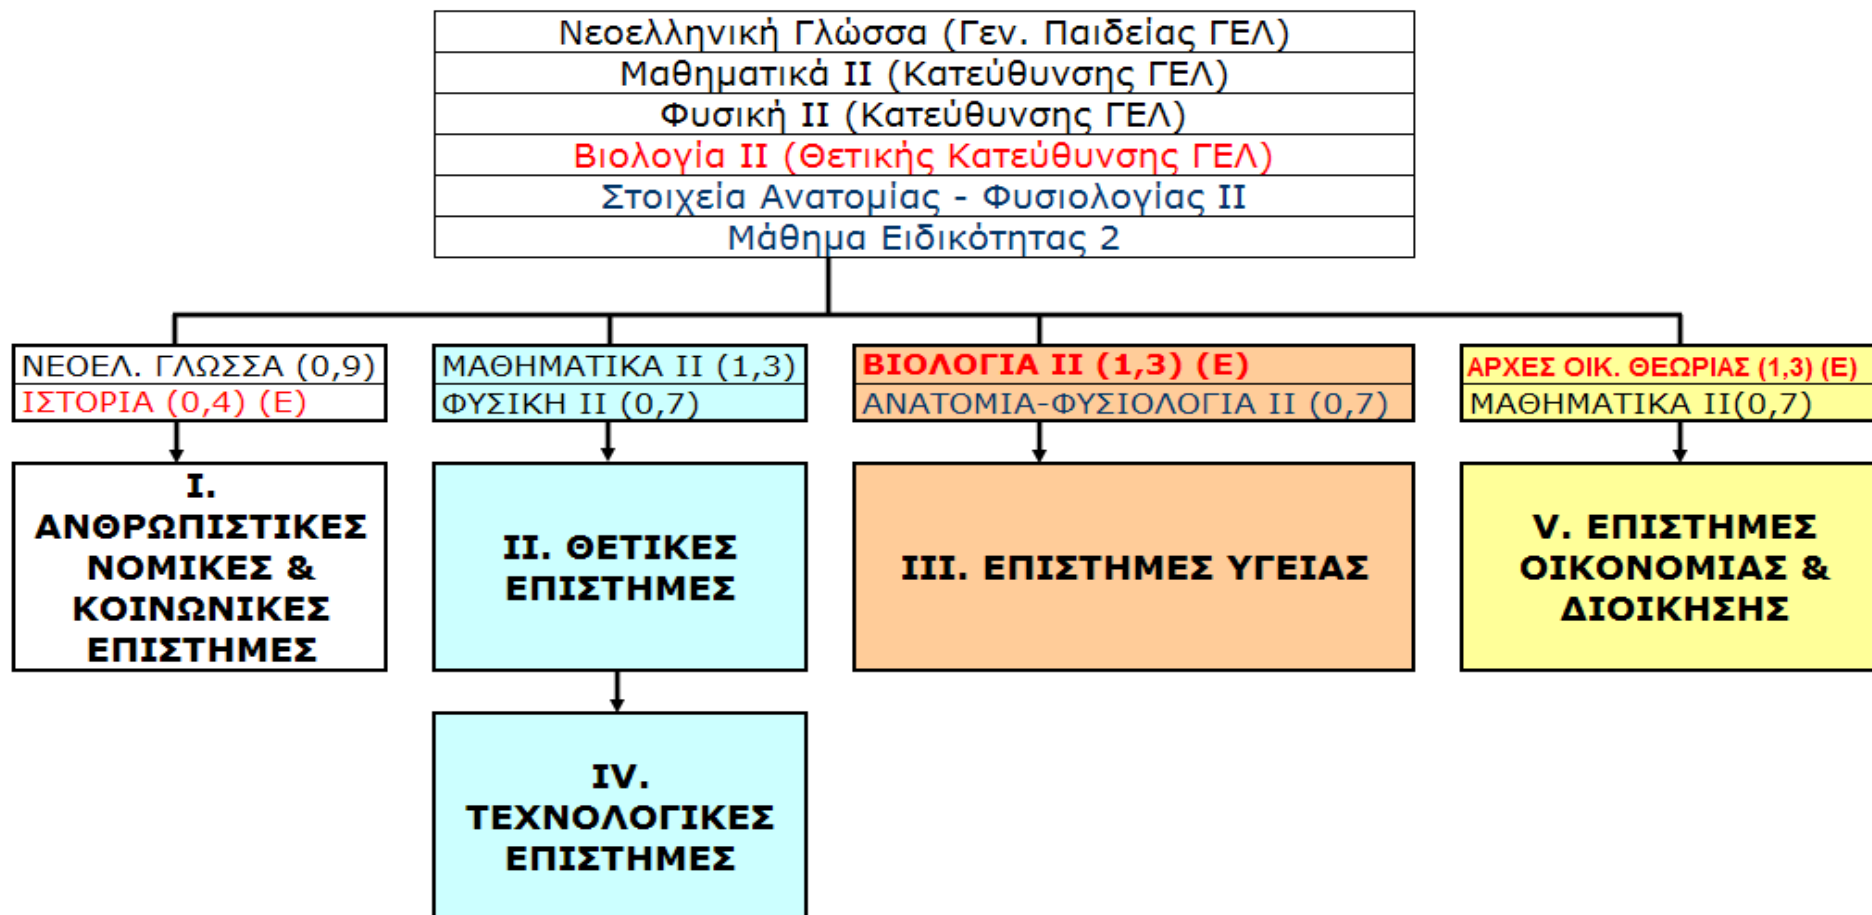 Νεοελληνική Γλώσσα (Γεν. Παιδείας ΓΕΛ)
Μαθηματικά ΙΙ (Κατεύθυνσης ΓΕΛ)
Φυσική ΙΙ (Κατεύθυνσης ΓΕΛ)
Βιολογία ΙΙ (Θετικής Κατεύθυνσης ΓΕΛ)
Στοιχεία Ανατομίας - Φυσιολογίας ΙΙ
Μάθημα Ειδικότητας 2
ΝΕΟΕΛ. ΓΛΩΣΣΑ (0,9)
ΙΣΤΟΡΙΑ (0,4) (Ε)
ΜΑΘΗΜΑΤΙΚΑ ΙΙ (1,3)
ΦΥΣΙΚΗ ΙΙ (0,7)
ΒΙΟΛΟΓΙΑ ΙΙ (1,3) (Ε)
ΑΝΑΤΟΜΙΑ-ΦΥΣΙΟΛΟΓΙΑ ΙΙ (0,7)
ΑΡΧΕΣ ΟΙΚ. ΘΕΩΡΙΑΣ (1,3) (Ε)
ΜΑΘΗΜΑΤΙΚΑ ΙΙ(0,7)
I.
ΑΝΘΡΩΠΙΣΤΙΚΕΣ
ΝΟΜΙΚΕΣ &
ΚΟΙΝΩΝΙΚΕΣ
ΕΠΙΣΤΗΜΕΣ
II. ΘΕΤΙΚΕΣ
ΕΠΙΣΤΗΜΕΣ
III. ΕΠΙΣΤΗΜΕΣ ΥΓΕΙΑΣ
V. ΕΠΙΣΤΗΜΕΣ
ΟΙΚΟΝΟΜΙΑΣ &
ΔΙΟΙΚΗΣΗΣ
IV.
ΤΕΧΝΟΛΟΓΙΚΕΣ
ΕΠΙΣΤΗΜΕΣ